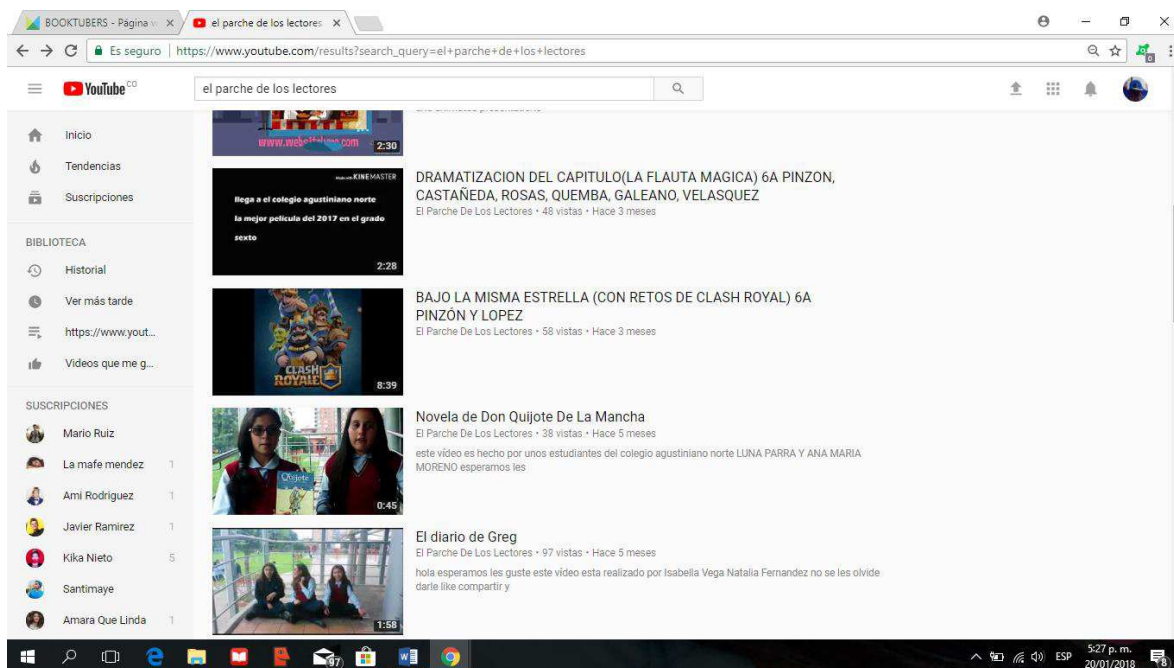 BOOKTUBERS - Página w
el parche de los lectores
Es seguro
https://www.youtube.com/results?search_query=el+parche+de+los+lectores
YouTube CO
el parche de los lectores
Inicio
Tendencias
Suscripciones
BIBLIOTECA
Historial
Ver más tarde
https://www.yout...
Videos que me g...
SUSCRIPCIONES
Mario Ruiz
La mafe mendez 1
Ami Rodriguez 1
Javier Ramirez 1
Kika Nieto 5
Santimaye
Amara Que Linda 1
2:30
KINEMASTER
llega a el colegio agustiniano norte
la mejor película del 2017 en el grado
sexto
2:28
DRAMATIZACION DEL CAPITULO(LA FLAUTA MAGICA) 6A PINZON,
CASTAÑEDA, ROSAS, QUEMBA, GALEANO, VELASQUEZ
El Parche De Los Lectores • 48 vistas • Hace 3 meses
CLASH
ROYALE
8:39
BAJO LA MISMA ESTRELLA (CON RETOS DE CLASH ROYAL) 6A
PINZÓN Y LOPEZ
El Parche De Los Lectores • 58 vistas • Hace 3 meses
Quijote
0:45
Novela de Don Quijote De La Mancha
El Parche De Los Lectores • 38 vistas • Hace 5 meses
este vídeo es hecho por unos estudiantes del colegio agustiniano norte LUNA PARRA Y ANA MARIA
MORENO esperamos les
1:58
El diario de Greg
El Parche De Los Lectores • 97 vistas • Hace 5 meses
hola esperamos les guste este vídeo esta realizado por Isabella Vega Natalia Fernandez no se les olvide
darle like compartir y
97
ESP
5:27 p. m.
20/01/2018